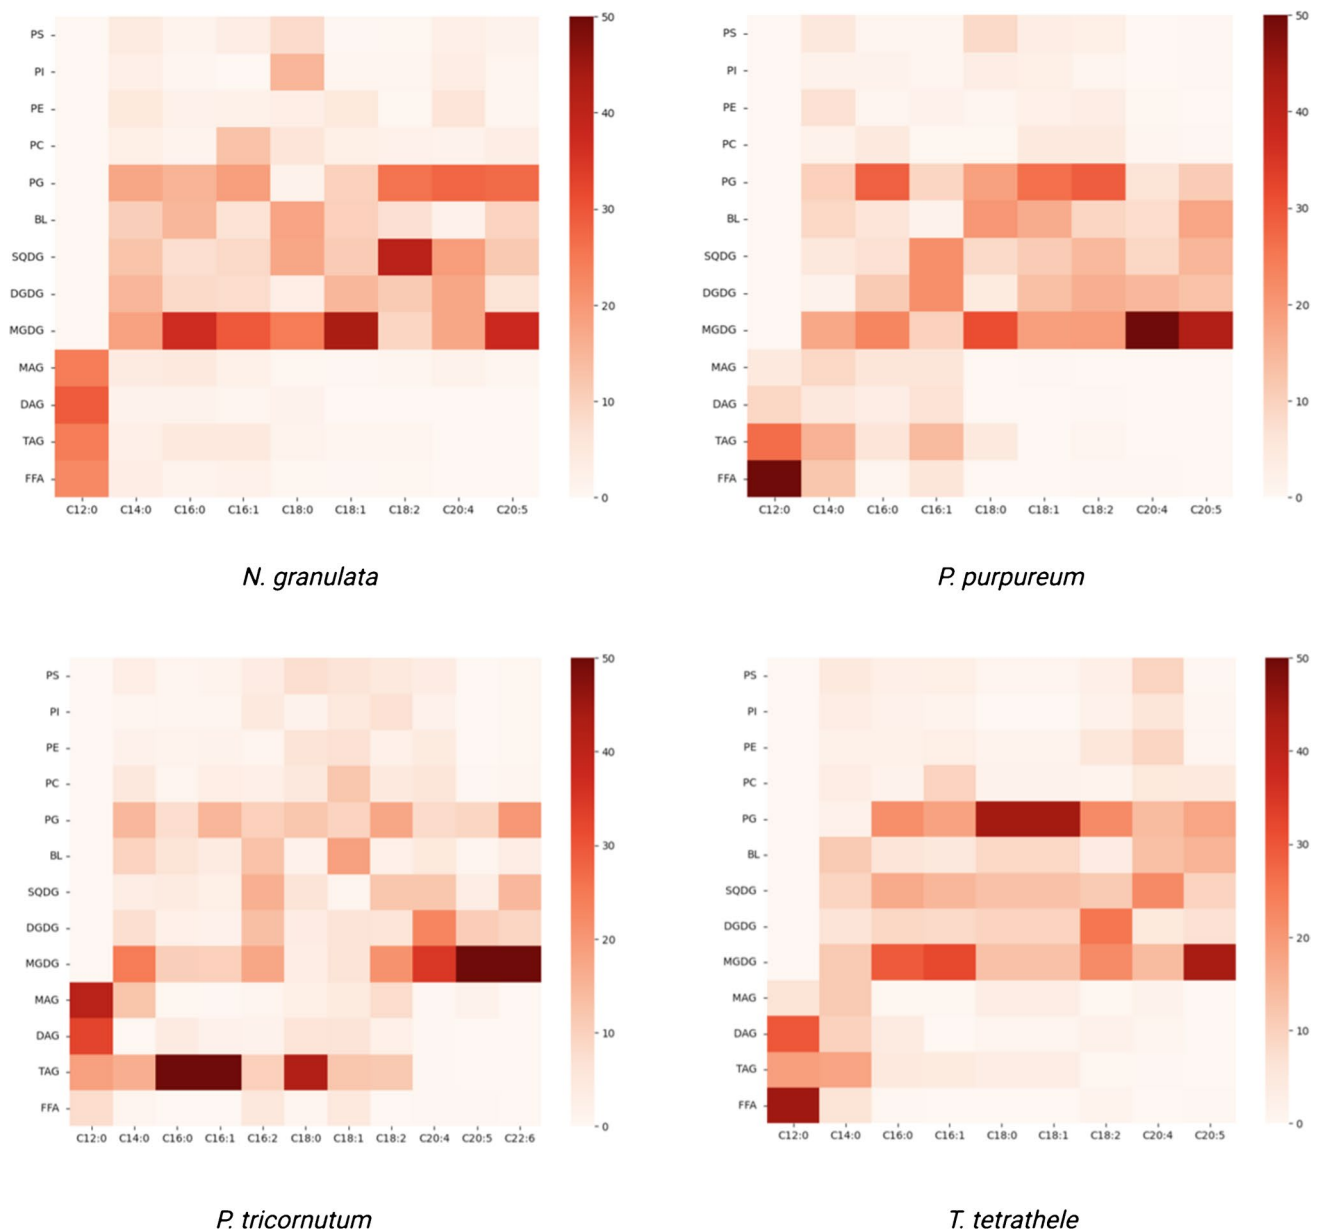 PS
PI
PE
PC
PG
BL
SQDG
DGDG
MGDG
MAG
DAG
TAG
FFA
C12:0 C14:0 C16:0 C16:1 C18:0 C18:1 C18:2 C20:4 C20:5
50
40
30
20
10
0
N. granulata
PS
PI
PE
PC
PG
BL
SQDG
DGDG
MGDG
MAG
DAG
TAG
FFA
C12:0 C14:0 C16:0 C16:1 C18:0 C18:1 C18:2 C20:4 C20:5
50
40
30
20
10
0
P. purpureum
PS
PI
PE
PC
PG
BL
SQDG
DGDG
MGDG
MAG
DAG
TAG
FFA
C12:0 C14:0 C16:0 C16:1 C16:2 C18:0 C18:1 C18:2 C20:4 C20:5 C22:6
50
40
30
20
10
0
P. tricornutum
PS
PI
PE
PC
PG
BL
SQDG
DGDG
MGDG
MAG
DAG
TAG
FFA
C12:0 C14:0 C16:0 C16:1 C18:0 C18:1 C18:2 C20:4 C20:5
50
40
30
20
10
0
T. tetrathele